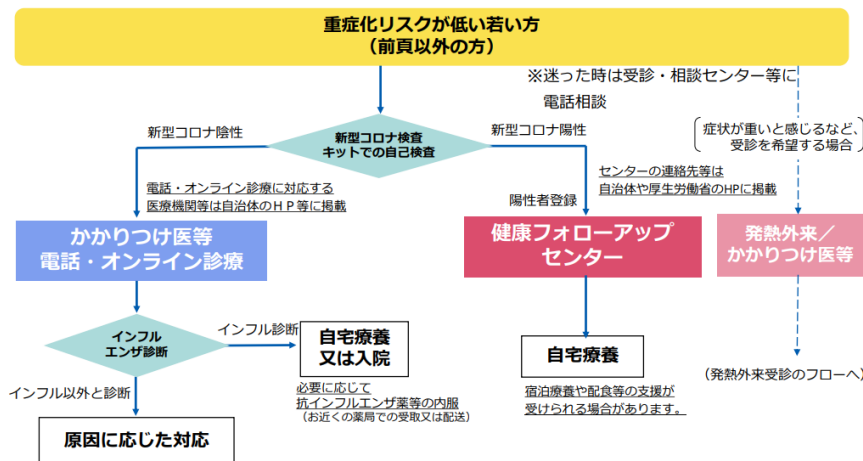 重症化リスクが低い若い方
（前頁以外の方）
※迷った時は受診・相談センター等に
電話相談
新型コロナ陰性
新型コロナ検査
キットでの自己検査
新型コロナ陽性
症状が重いと感じるなど、
受診を希望する場合
電話・オンライン診療に対応する
医療機関等は自治体のＨＰ等に掲載
陽性者登録
センターの連絡先等は
自治体や厚生労働省のHPに掲載
かかりつけ医等
電話・オンライン診療
健康フォローアップ
センター
発熱外来／
かかりつけ医等
インフル
エンザ診断
インフル診断
自宅療養
又は入院
自宅療養
インフル以外と診断
必要に応じて
抗インフルエンザ薬等の内服
（お近くの薬局での受取又は配送）
宿泊療養や配食等の支援が
受けられる場合があります。
（発熱外来受診のフローへ）
原因に応じた対応